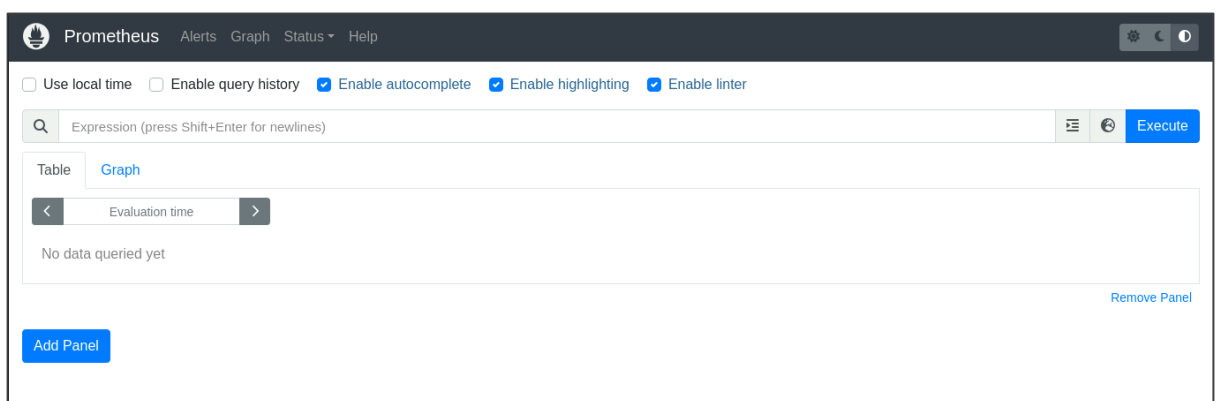 Prometheus Alerts Graph Status Help
Use local time Enable query history Enable autocomplete Enable highlighting Enable linter
Expression (press Shift+Enter for newlines) Execute
Table Graph
Evaluation time
No data queried yet
Remove Panel
Add Panel